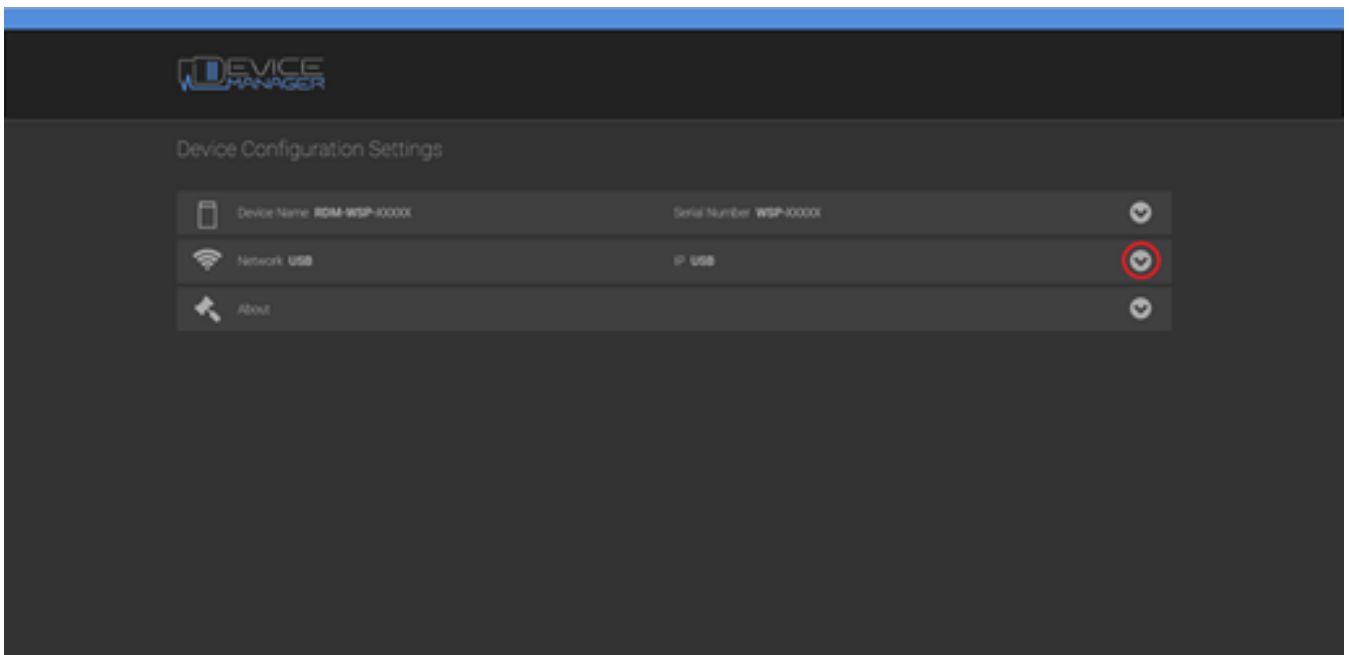 DEVICE
MANAGER
Device Configuration Settings
Device Name RDM-WSP-XXXXX Serial Number WSP-XXXXX
Network USB IP USB
About